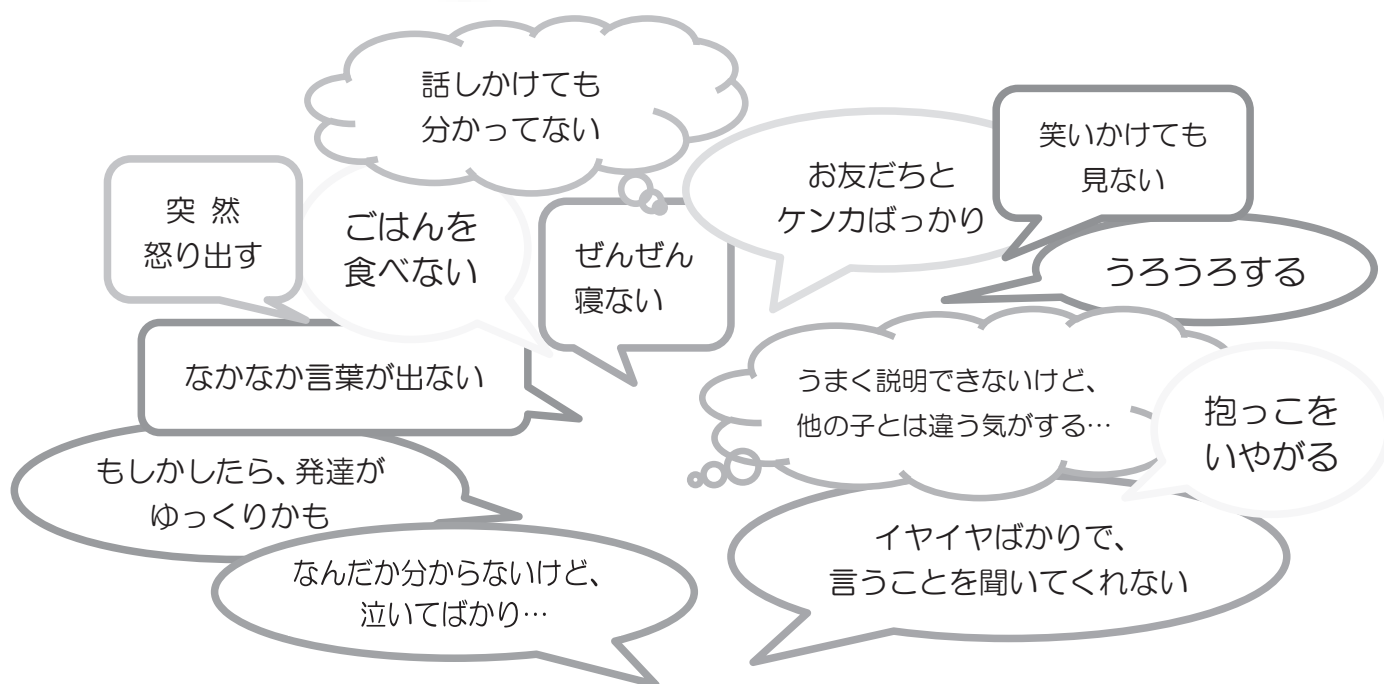 話しかけても
分かってない
笑いかけても
見ない
お友だちと
ケンカばっかり
突 然
怒り出す
ごはんを
食べない
ぜんぜん
寝ない
うろうろする
なかなか言葉が出ない
うまく説明できないけど、
他の子とは違う気がする…
抱っこを
いやがる
もしかしたら、発達が
ゆっくりかも
イヤイヤばかりで、
言うことを聞いてくれない
なんだか分からないけど、
泣いてばかり…